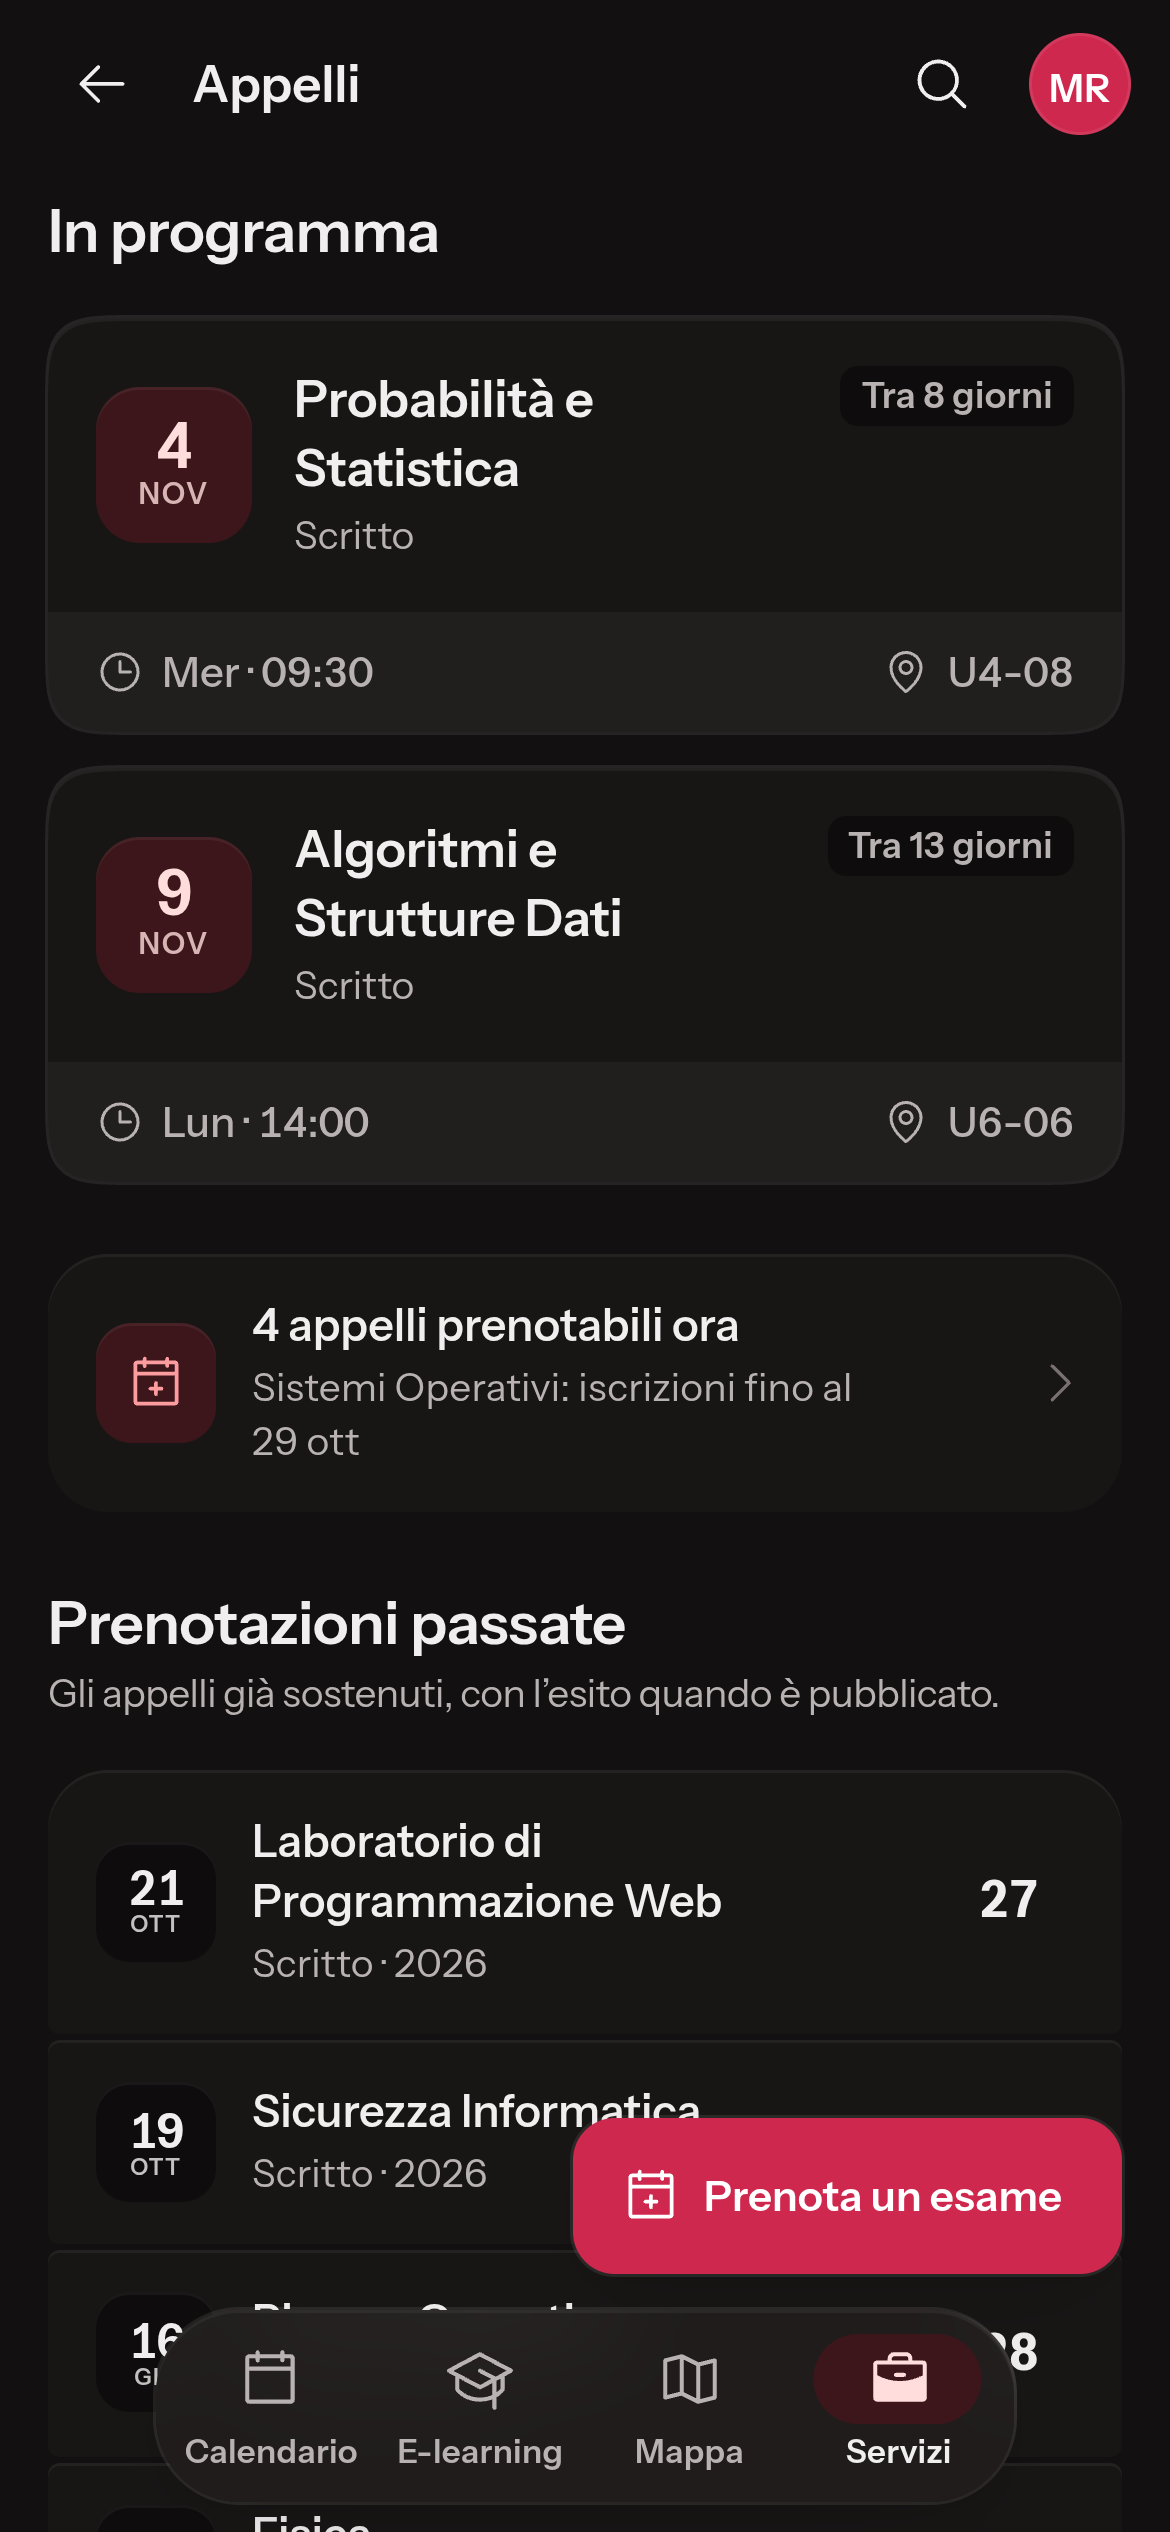 Appelli
MR
In programma
4
NOV
Probabilità e
Statistica
Scritto
Tra 8 giorni
Mer · 09:30
U4-08
9
NOV
Algoritmi e
Strutture Dati
Scritto
Tra 13 giorni
Lun · 14:00
U6-06
4 appelli prenotabili ora
Sistemi Operativi: iscrizioni fino al
29 ott
Prenotazioni passate
Gli appelli già sostenuti, con l’esito quando è pubblicato.
21
OTT
Laboratorio di
Programmazione Web
Scritto · 2026
27
19
OTT
Sicurezza Informatica
Scritto · 2026
Prenota un esame
16
Calendario
E-learning
Mappa
Servizi
Fisica